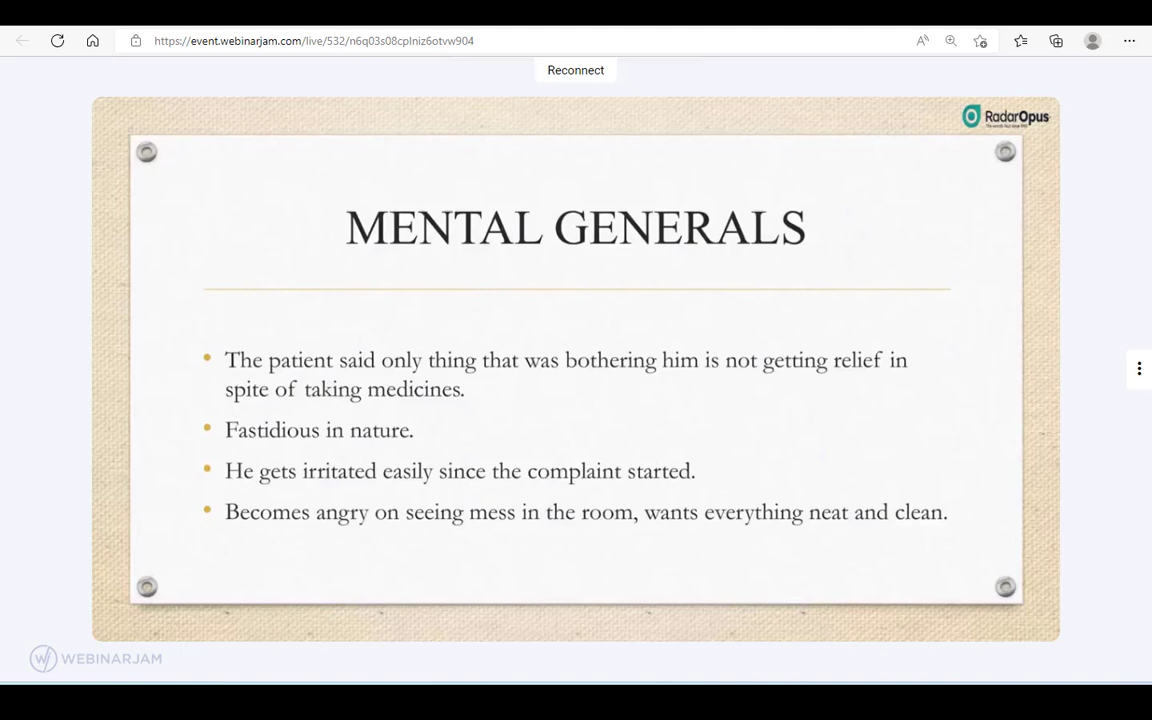 https://event.webinarjam.com/live/532/n6q03s08cplniz6otvw904
Reconnect
RadarOpus
MENTAL GENERALS
• The patient said only thing that was bothering him is not getting relief in
spite of taking medicines.
• Fastidious in nature.
• He gets irritated easily since the complaint started.
• Becomes angry on seeing mess in the room, wants everything neat and clean.
WEBINARJAM